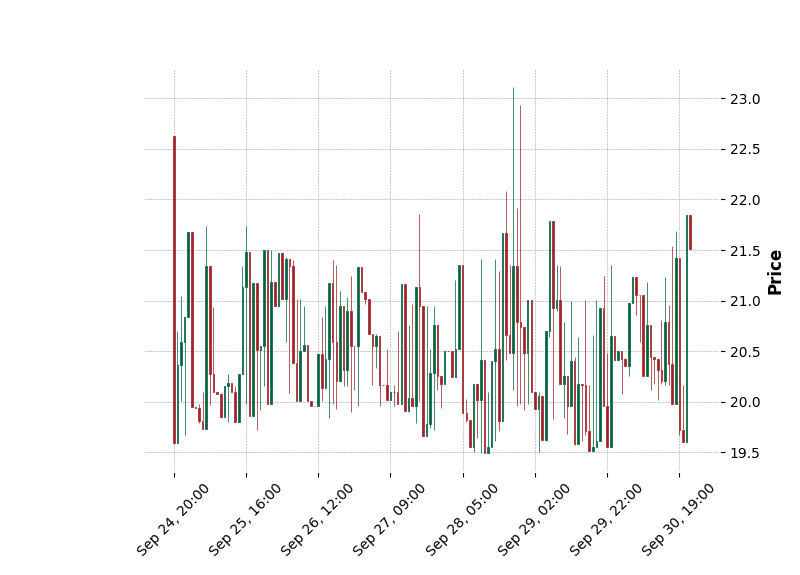 23.0
22.5
22.0
21.5
21.0
20.5
20.0
19.5
Price
Sep 24, 20:00
Sep 25, 16:00
Sep 26, 12:00
Sep 27, 09:00
Sep 28, 05:00
Sep 29, 02:00
Sep 29, 22:00
Sep 30, 19:00